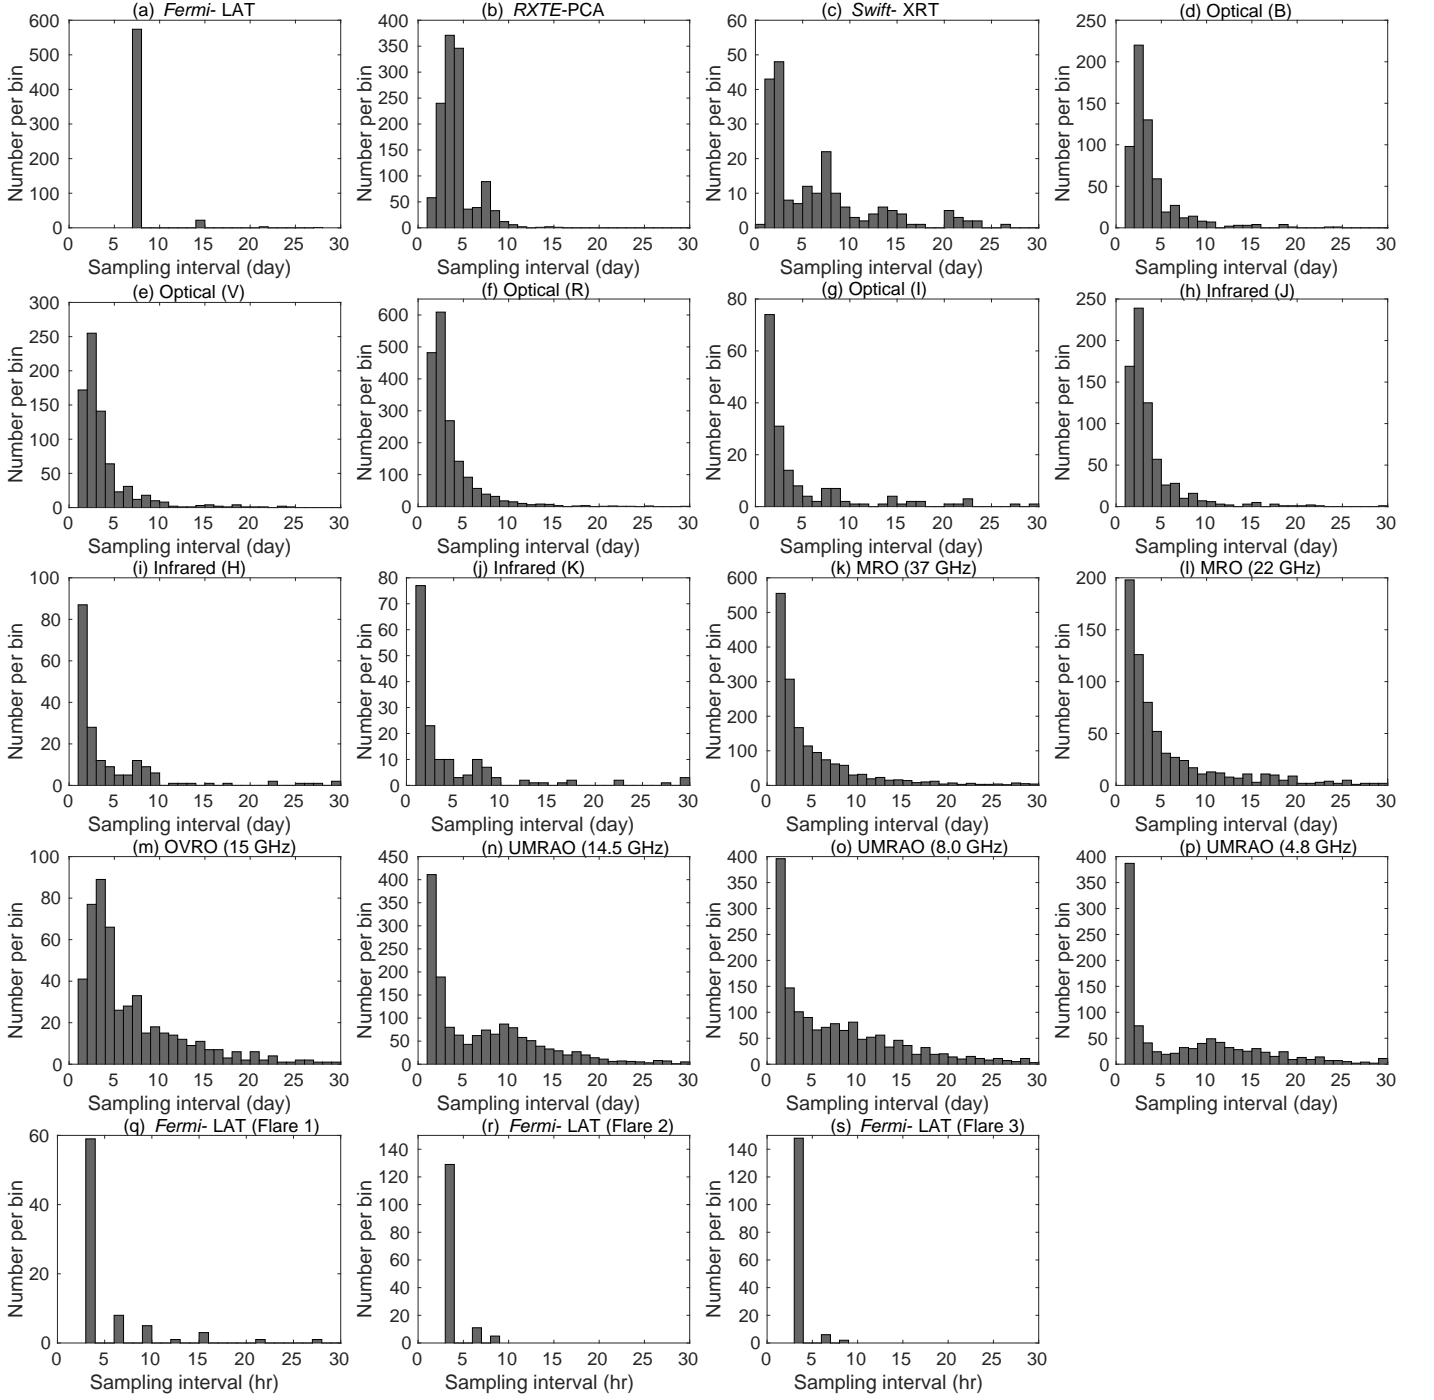 (a) Fermi- LAT
600
500
400
300
200
100
0
Number per bin
0 5 10 15 20 25 30
Sampling interval (day)
(b) RXTE-PCA
400
350
300
250
200
150
100
50
0
Number per bin
0 5 10 15 20 25 30
Sampling interval (day)
(c) Swift- XRT
60
50
40
30
20
10
0
Number per bin
0 5 10 15 20 25 30
Sampling interval (day)
(d) Optical (B)
250
200
150
100
50
0
Number per bin
0 5 10 15 20 25 30
Sampling interval (day)
(e) Optical (V)
300
250
200
150
100
50
0
Number per bin
0 5 10 15 20 25 30
Sampling interval (day)
(f) Optical (R)
600
500
400
300
200
100
0
Number per bin
0 5 10 15 20 25 30
Sampling interval (day)
(g) Optical (I)
80
60
40
20
0
Number per bin
0 5 10 15 20 25 30
Sampling interval (day)
(h) Infrared (J)
250
200
150
100
50
0
Number per bin
0 5 10 15 20 25 30
Sampling interval (day)
(i) Infrared (H)
100
80
60
40
20
0
Number per bin
0 5 10 15 20 25 30
Sampling interval (day)
(j) Infrared (K)
80
70
60
50
40
30
20
10
0
Number per bin
0 5 10 15 20 25 30
Sampling interval (day)
(k) MRO (37 GHz)
600
500
400
300
200
100
0
Number per bin
0 5 10 15 20 25 30
Sampling interval (day)
(l) MRO (22 GHz)
200
150
100
50
0
Number per bin
0 5 10 15 20 25 30
Sampling interval (day)
(m) OVRO (15 GHz)
100
80
60
40
20
0
Number per bin
0 5 10 15 20 25 30
Sampling interval (day)
(n) UMRAO (14.5 GHz)
450
400
350
300
250
200
150
100
50
0
Number per bin
0 5 10 15 20 25 30
Sampling interval (day)
(o) UMRAO (8.0 GHz)
400
350
300
250
200
150
100
50
0
Number per bin
0 5 10 15 20 25 30
Sampling interval (day)
(p) UMRAO (4.8 GHz)
400
350
300
250
200
150
100
50
0
Number per bin
0 5 10 15 20 25 30
Sampling interval (day)
(q) Fermi- LAT (Flare 1)
60
40
20
0
Number per bin
0 5 10 15 20 25 30
Sampling interval (hr)
(r) Fermi- LAT (Flare 2)
140
120
100
80
60
40
20
0
Number per bin
0 5 10 15 20 25 30
Sampling interval (hr)
(s) Fermi- LAT (Flare 3)
140
120
100
80
60
40
20
0
Number per bin
0 5 10 15 20 25 30
Sampling interval (hr)